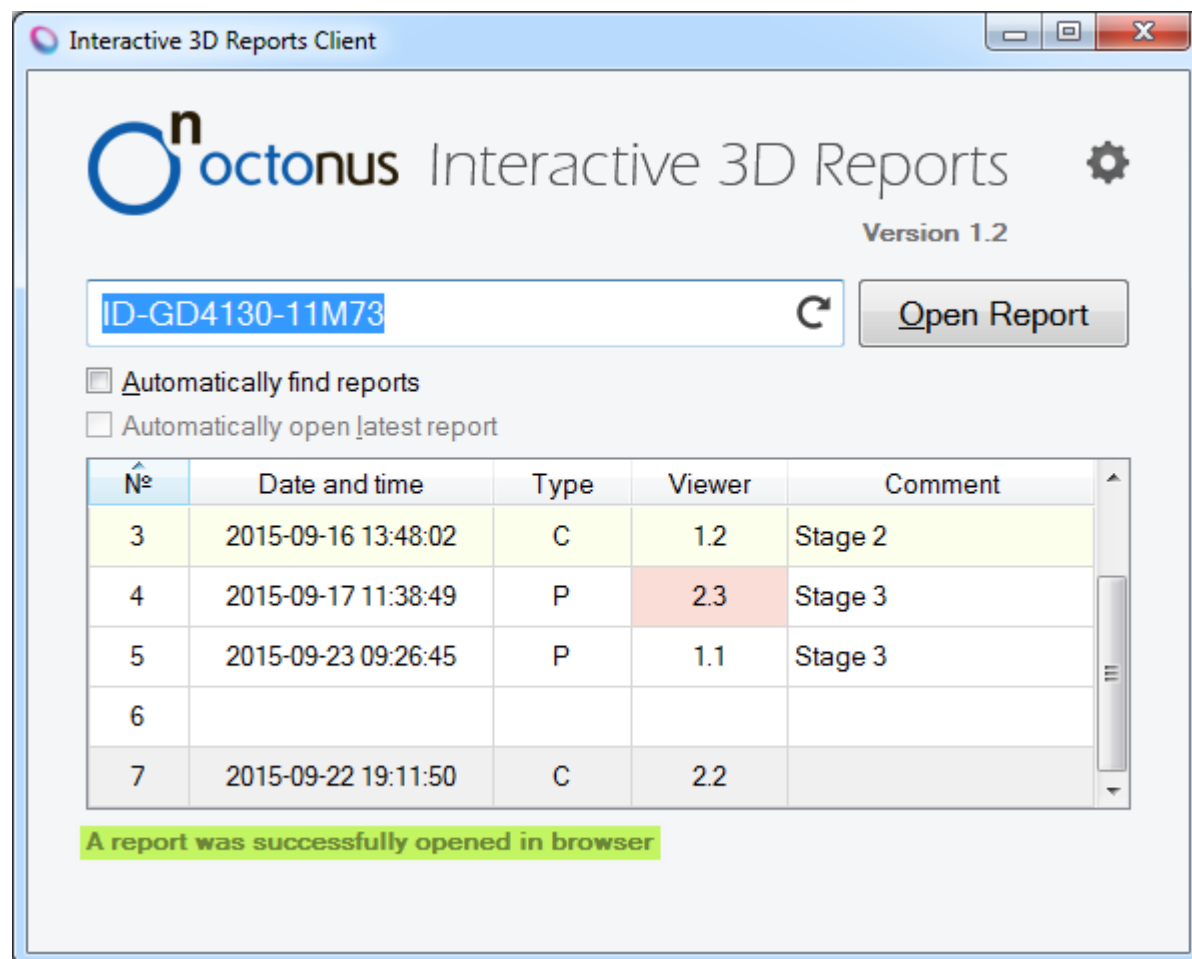 Interactive 3D Reports Client
octonus Interactive 3D Reports
Version 1.2
ID-GD4130-11M73 Open Report
Automatically find reports
Automatically open latest report
№ Date and time Type Viewer Comment
3 2015-09-16 13:48:02 C 1.2 Stage 2
4 2015-09-17 11:38:49 P 2.3 Stage 3
5 2015-09-23 09:26:45 P 1.1 Stage 3
6
7 2015-09-22 19:11:50 C 2.2
A report was successfully opened in browser